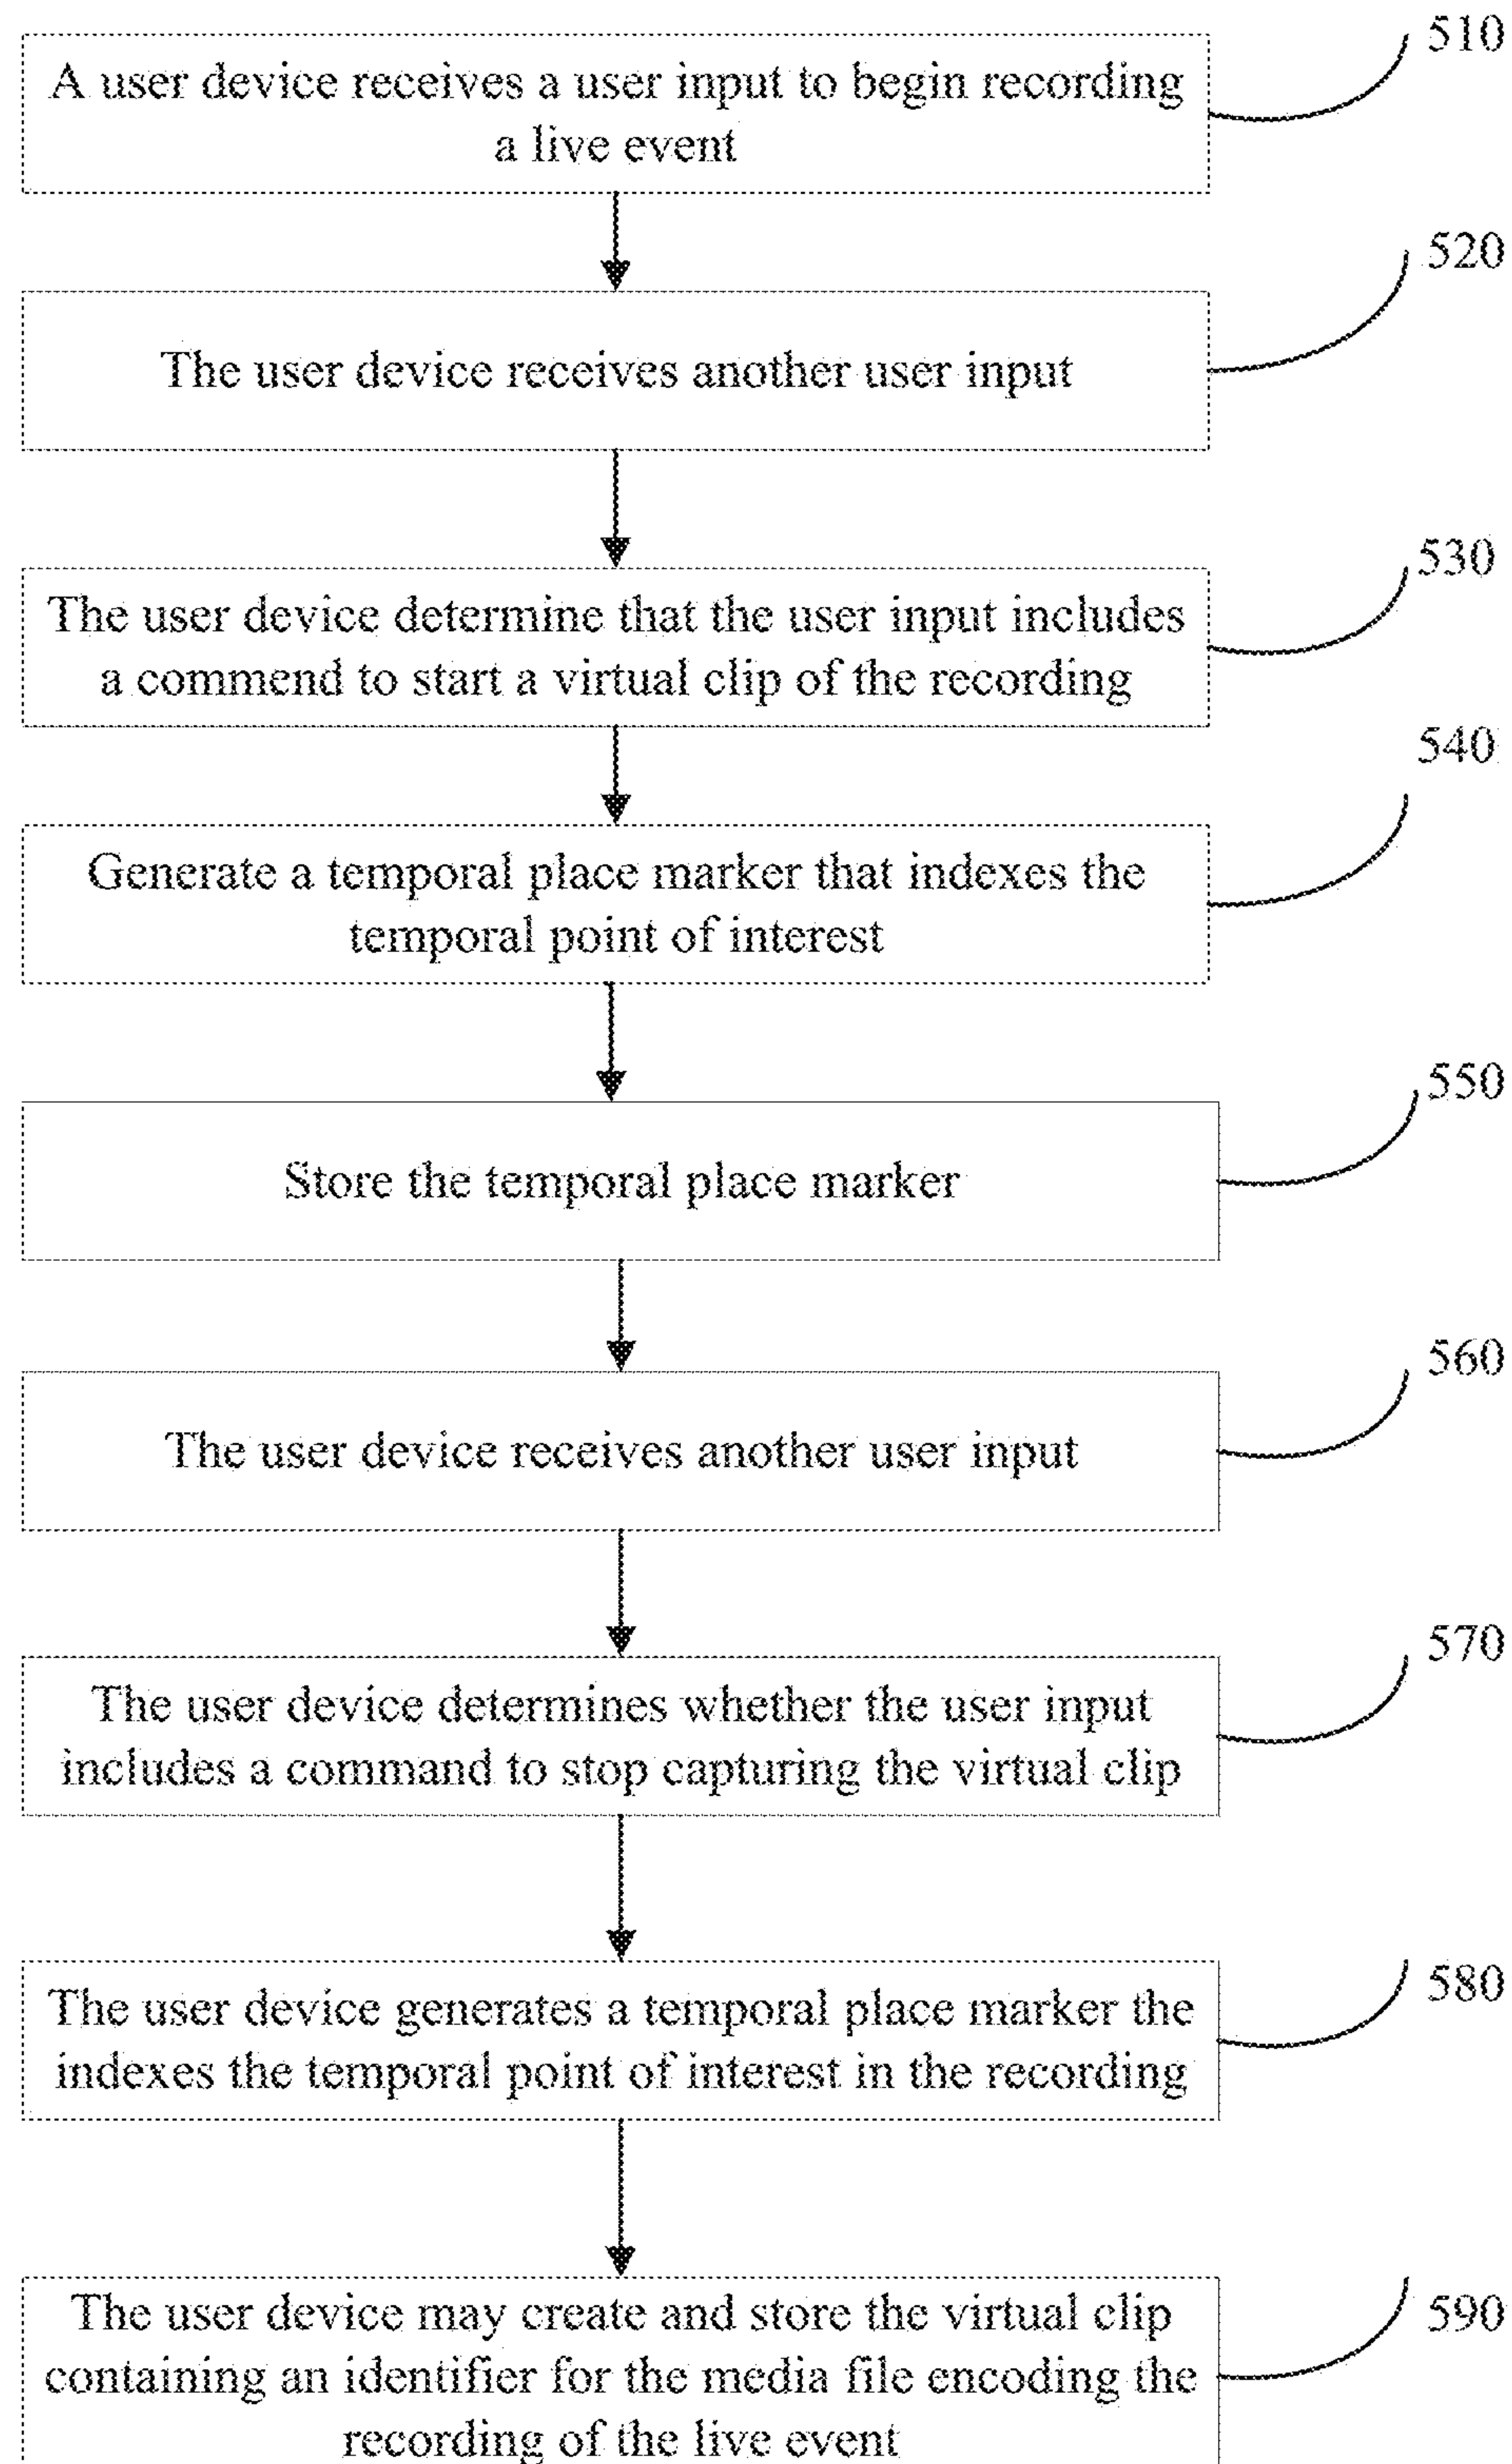 510
A user device receives a user input to begin recording
a live event
520
The user device receives another user input
530
The user device determine that the user input includes
a commend to start a virtual clip of the recording
540
Generate a temporal place marker that indexes the
temporal point of interest
550
Store the temporal place marker
560
The user device receives another user input
570
The user device determines whether the user input
includes a command to stop capturing the virtual clip
580
The user device generates a temporal place marker the
indexes the temporal point of interest in the recording
590
The user device may create and store the virtual clip
containing an identifier for the media file encoding the
recording of the live event